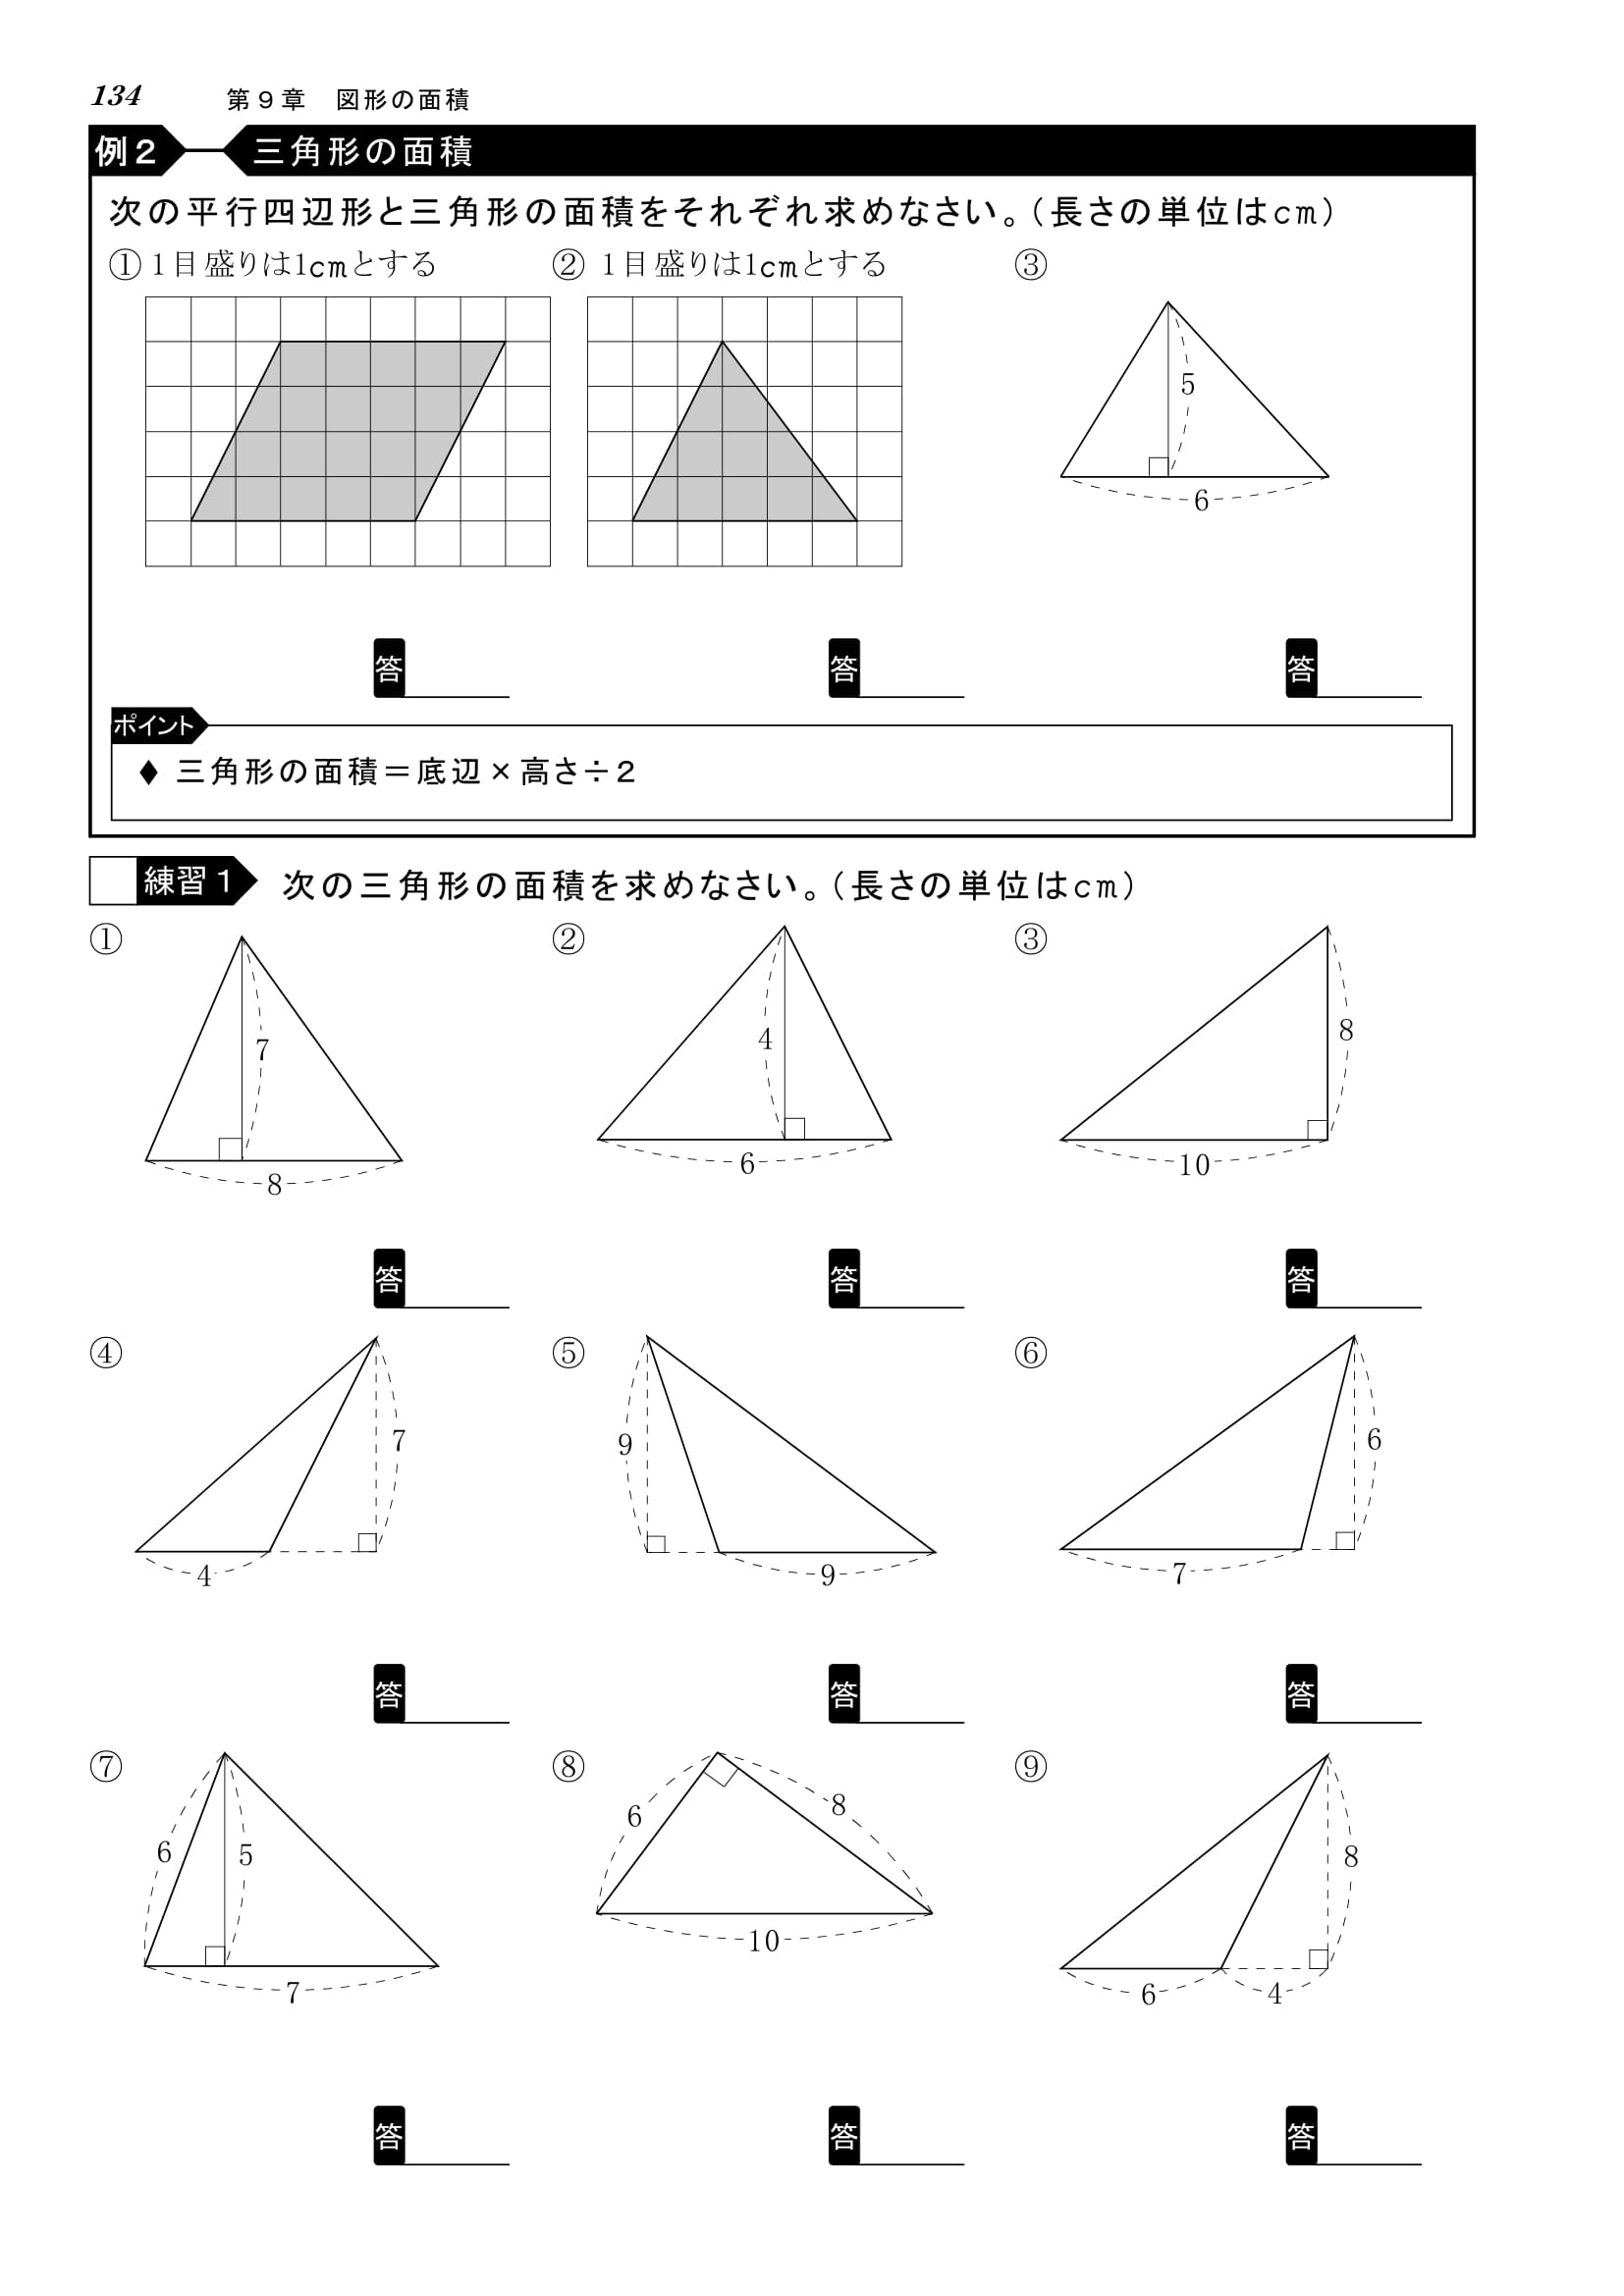 134 第９章 図形の面積
例２ 三角形の面積
次の平行四辺形と三角形の面積をそれぞれ求めなさい。（長さの単位はcm）
① 1目盛りは1cmとする ② 1目盛りは1cmとする ③
5
6
答 答 答
ポイント
♦ 三角形の面積＝底辺×高さ÷2
練習１ 次の三角形の面積を求めなさい。（長さの単位はcm）
① ② ③
7 4 8
8 6 10
答 答 答
④ ⑤ ⑥
7 9 6
4 9 7
答 答 答
⑦ ⑧ ⑨
6 5 6 8 8
7 10 6 4
答 答 答